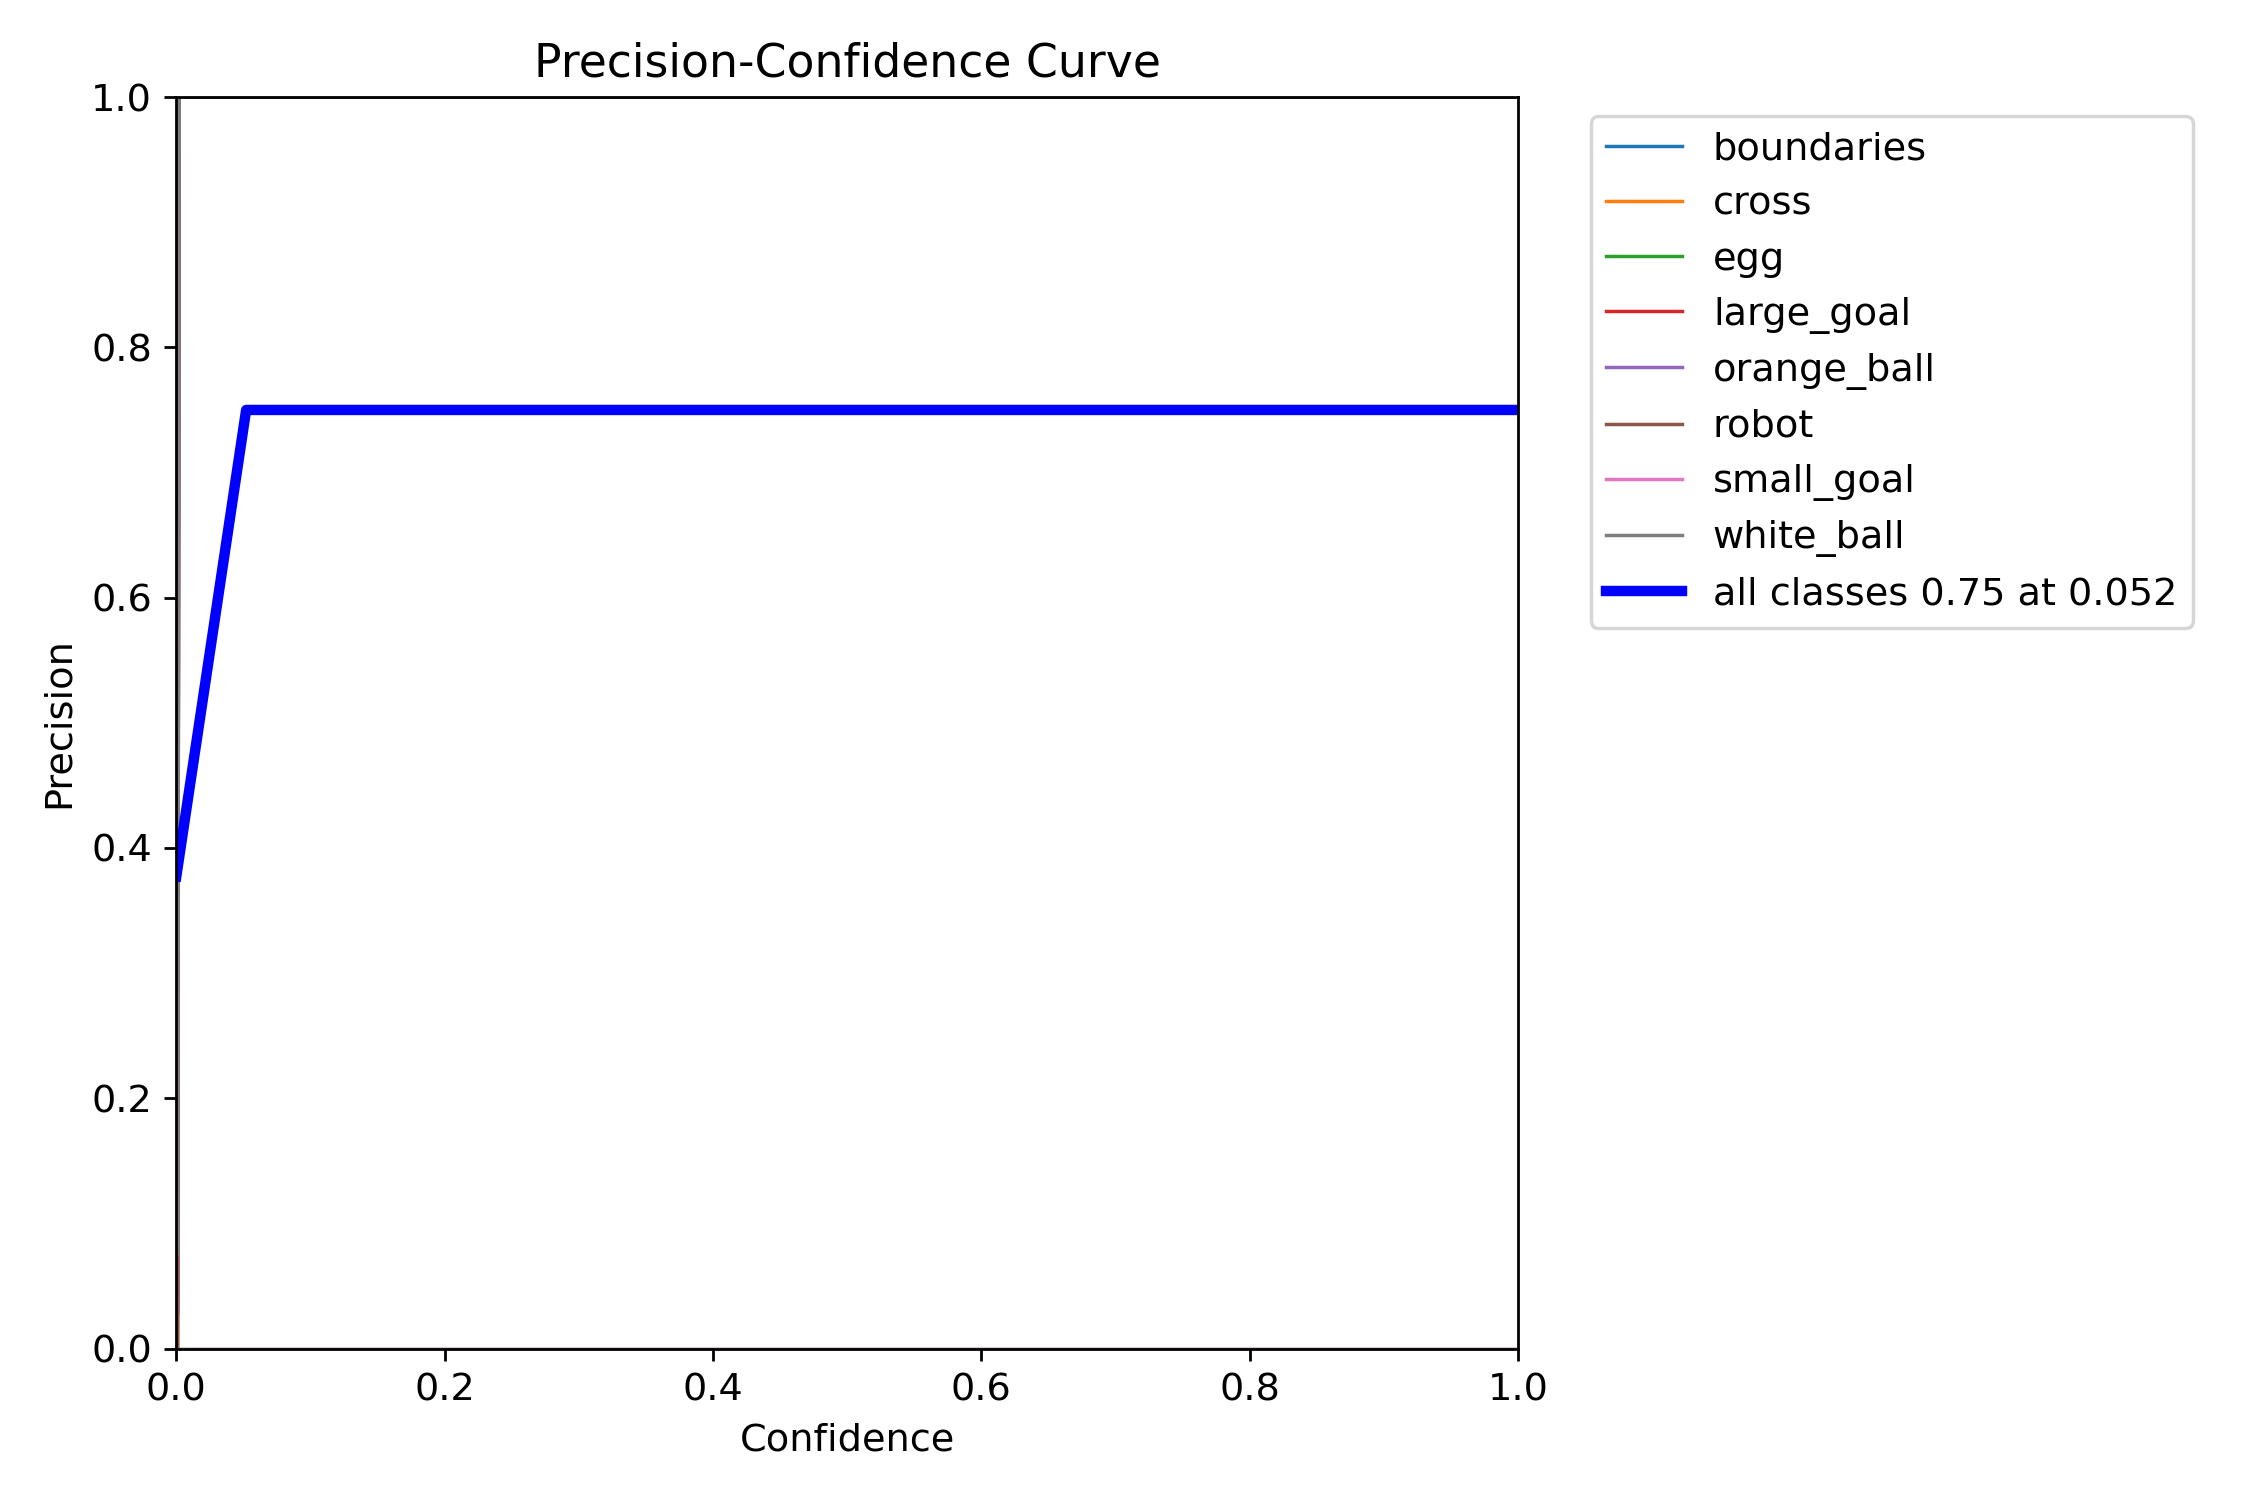 Precision-Confidence Curve
1.0
0.8
0.6
0.4
0.2
0.0
Precision
0.0 0.2 0.4 0.6 0.8 1.0
Confidence
boundaries
cross
egg
large_goal
orange_ball
robot
small_goal
white_ball
all classes 0.75 at 0.052